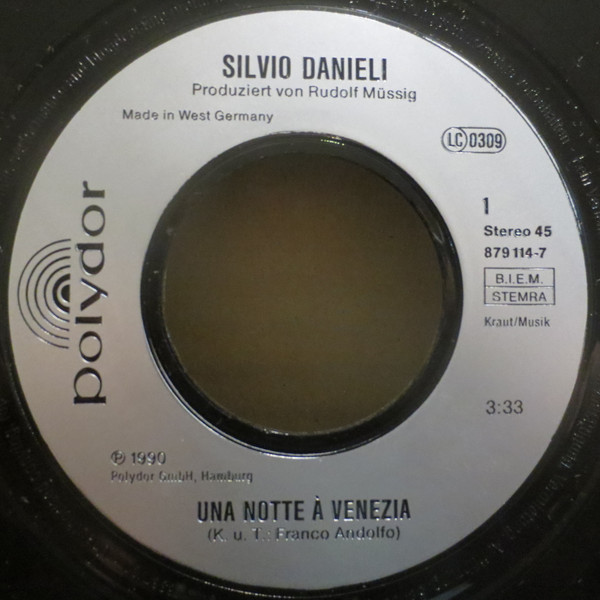 SILVIO DANIELI
Produziert von Rudolf Müssig
Made in West Germany
LC 0309
polydor
1
Stereo 45
879 114-7
B.I.E.M.
STEMRA
Kraut/Musik
3:33
℗ 1990
Polydor GmbH, Hamburg
UNA NOTTE À VENEZIA
(K. u. T.: Franco Andolfo)